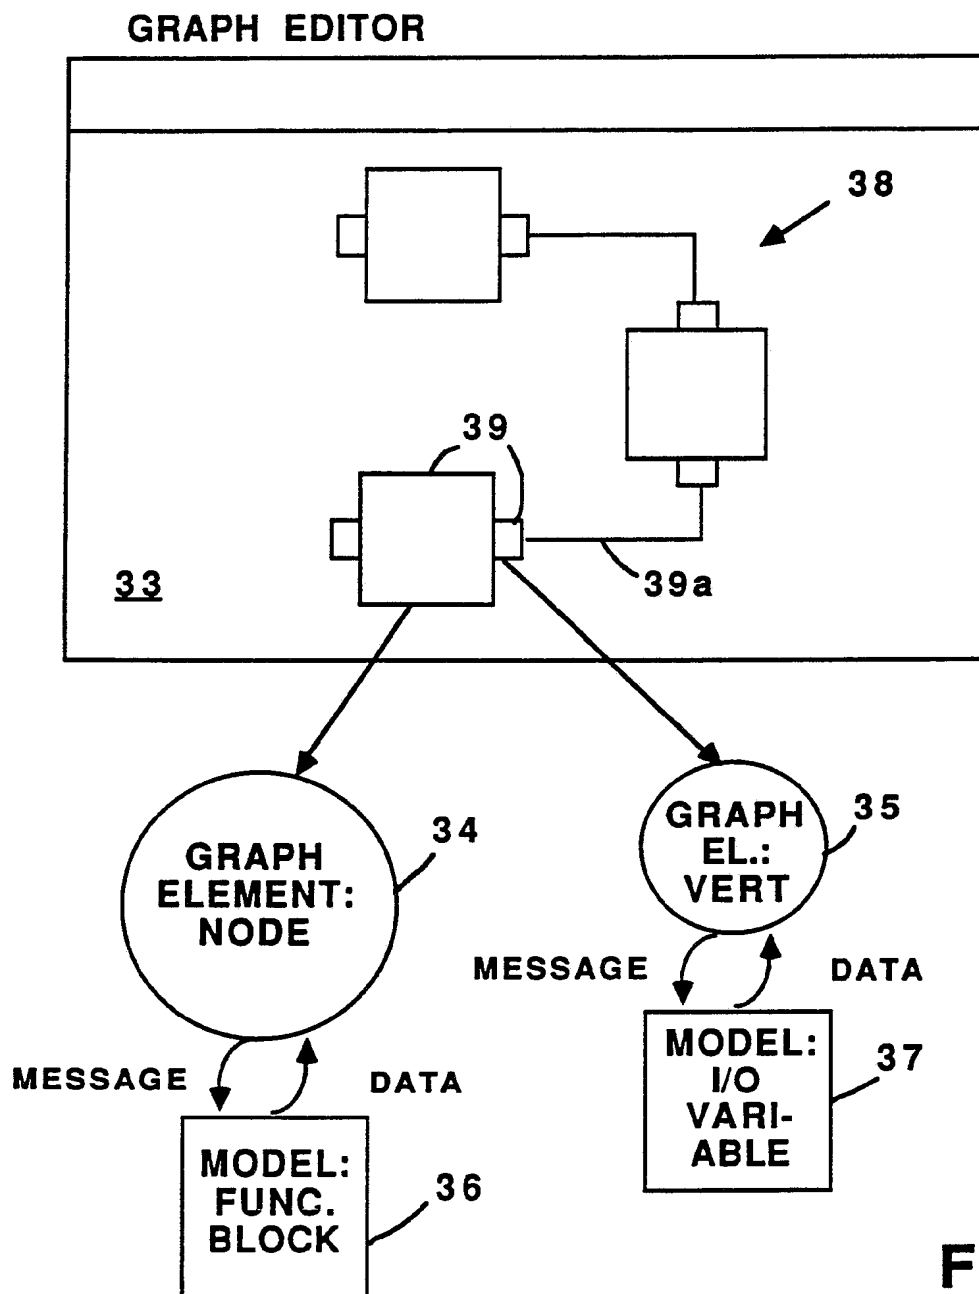 GRAPH EDITOR
38
39
33
39a
34
GRAPH
ELEMENT:
NODE
35
GRAPH
EL.:
VERT
MESSAGE
DATA
MESSAGE
DATA
MODEL:
I/O
VARI-
ABLE
37
MODEL:
FUNC.
BLOCK
36
F